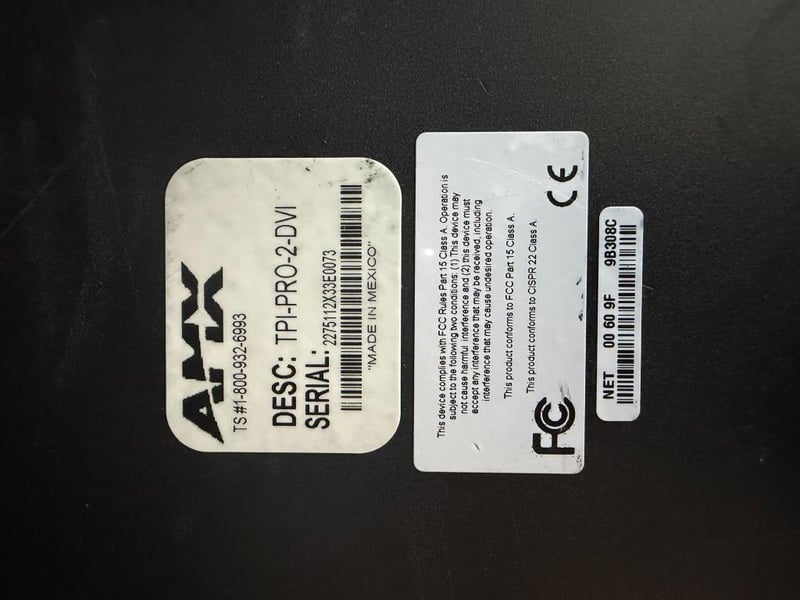 AMX
TS #1-800-932-6993
DESC: TPI-PRO-2-DVI
SERIAL: 2275112X33E0073
"MADE IN MEXICO"
This device complies with FCC Rules Part 15 Class A. Operation is
subject to the following two conditions: (1) This device may
not cause harmful interference and (2) this device must
accept any interference that may be received, including
interference that may cause undesired operation.
This product conforms to FCC Part 15 Class A.
This product conforms to CISPR 22 Class A.
FC CE
NET 00 60 9F 9B308C